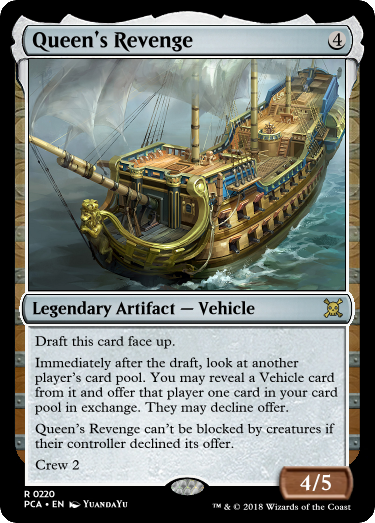 Queen's Revenge 4
Legendary Artifact — Vehicle
Draft this card face up.
Immediately after the draft, look at another
player's card pool. You may reveal a Vehicle card
from it and offer that player one card in your card
pool in exchange. They may decline offer.
Queen's Revenge can't be blocked by creatures if
their controller declined its offer.
Crew 2
4/5
R 0220
PCA • EN YuandaYu
™ & © 2018 Wizards of the Coast